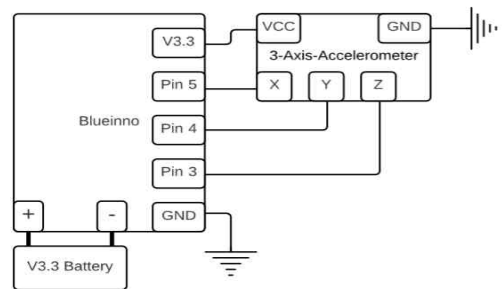 V3.3
Pin 5
Blueinno
Pin 4
Pin 3
GND
+
-
V3.3 Battery
VCC
GND
3-Axis-Accelerometer
X
Y
Z